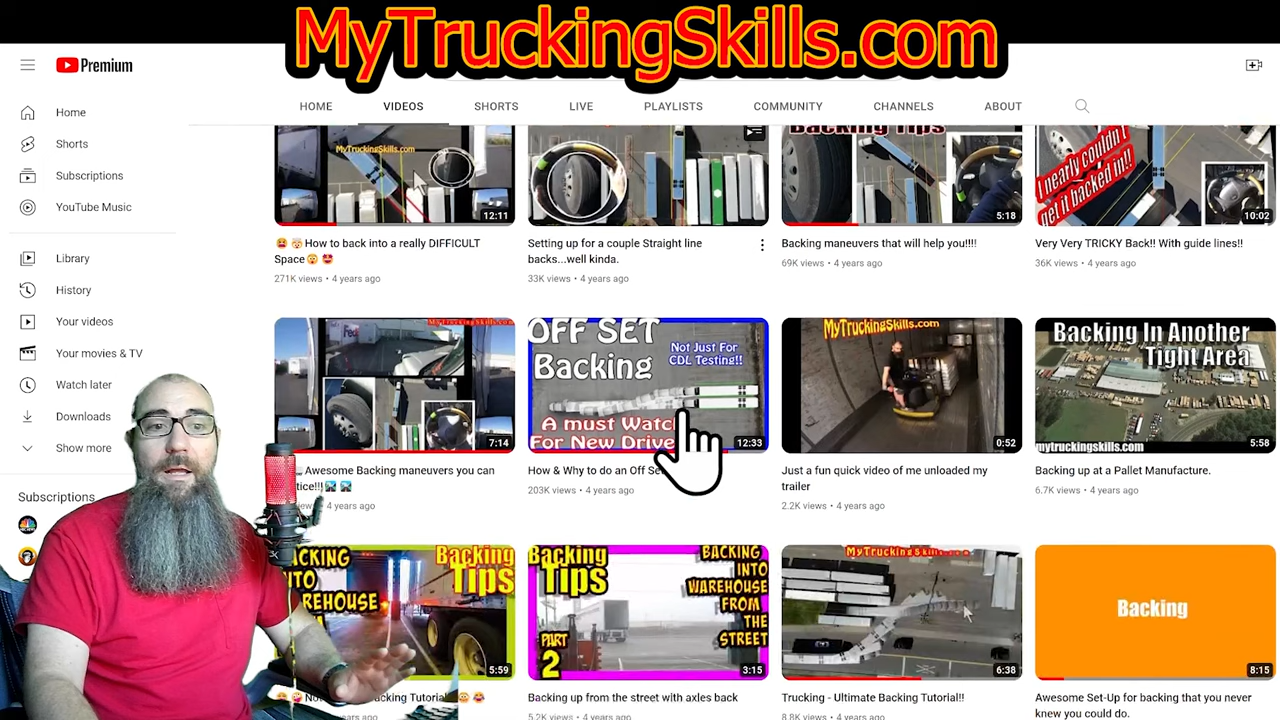 MyTruckingSkills.com
Premium
HOME
VIDEOS
SHORTS
LIVE
PLAYLISTS
COMMUNITY
CHANNELS
ABOUT
Home
Shorts
Subscriptions
YouTube Music
Library
History
Your videos
Your movies & TV
Watch later
Downloads
Show more
Subscriptions
MyTruckingSkills.com
12:11
How to back into a really DIFFICULT
Space
271K views • 4 years ago
Setting up for a couple Straight line
backs...well kinda.
33K views • 4 years ago
Backing Tips
5:18
Backing maneuvers that will help you!!!!
69K views • 4 years ago
I nearly couldn't
get it backed in!!
10:02
Very Very TRICKY Back!! With guide lines!!
36K views • 4 years ago
MyTruckingSkills.com
7:14
Awesome Backing maneuvers you can
4 years ago
OFF SET
Backing
Not Just For
CDL Testing!!
A must Watch
For New Drive
12:33
How & Why to do an Off Se
203K views • 4 years ago
MyTruckingSkills.com
0:52
Just a fun quick video of me unloaded my
trailer
2.2K views • 4 years ago
Backing In Another
Tight Area
mytruckingskills.com
5:58
Backing up at a Pallet Manufacture.
6.7K views • 4 years ago
Backing
Tips
5:59
Backing
Tips
PART
2
BACKING
INTO
WAREHOUSE
FROM
THE
STREET
3:15
Backing up from the street with axles back
5.2K views • 4 years ago
MyTruckingSkills.com
6:38
Trucking - Ultimate Backing Tutorial!!
8.8K views • 4 years ago
Backing
8:15
Awesome Set-Up for backing that you never
knew you could do.